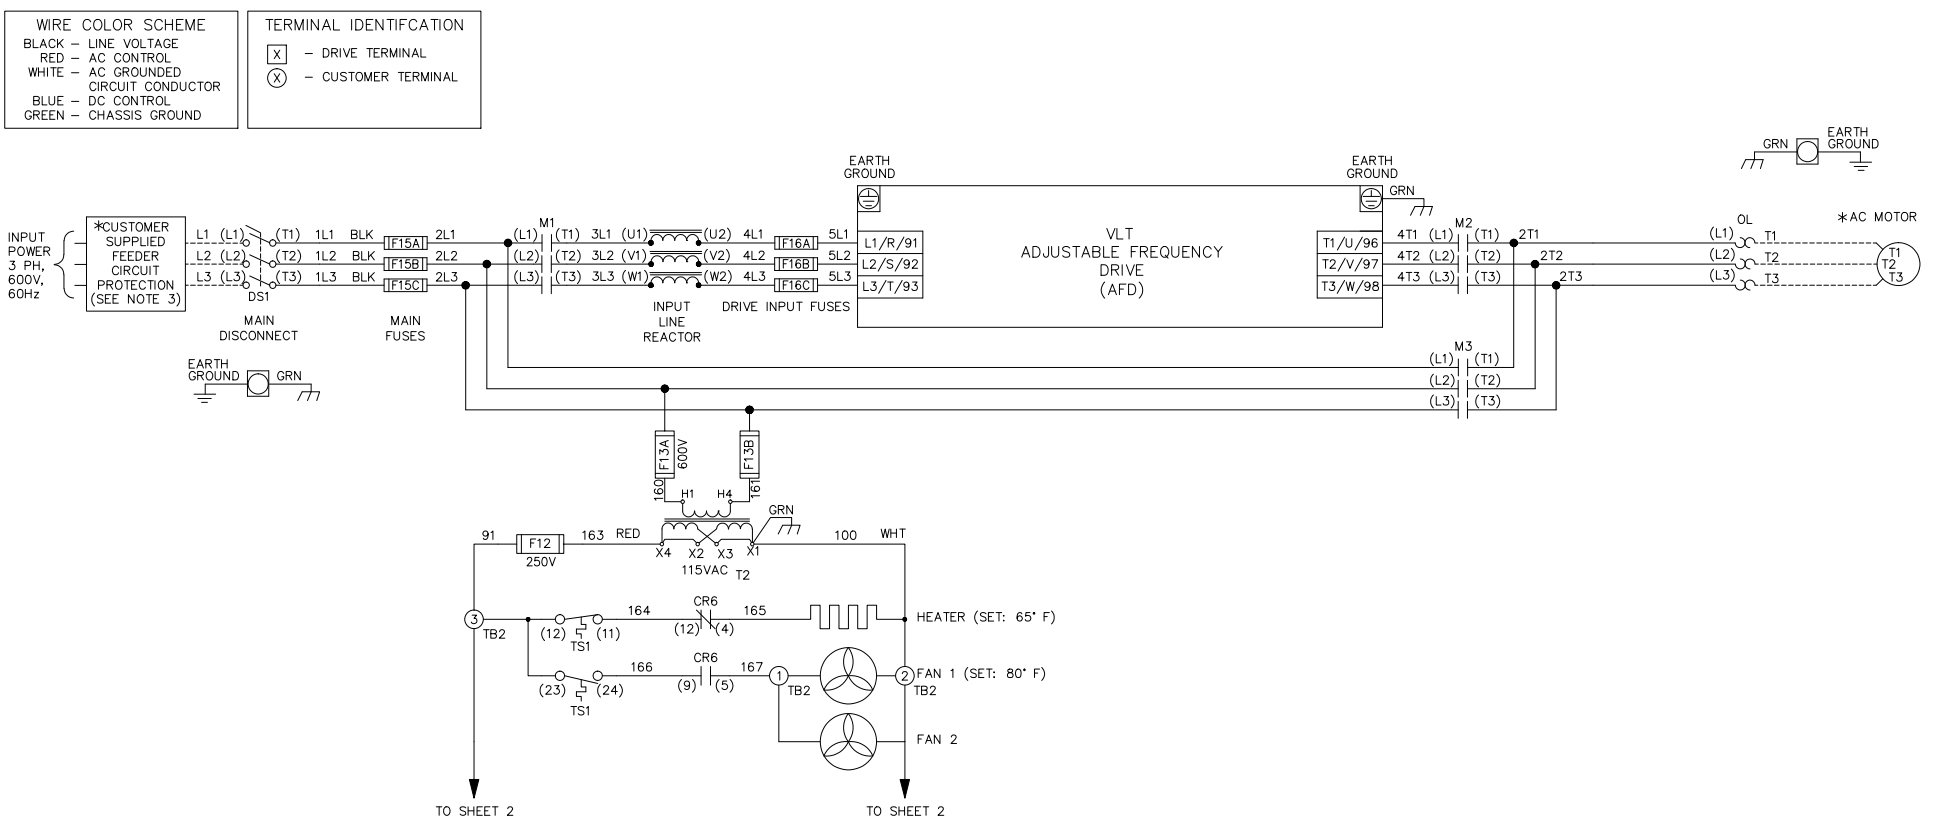 WIRE COLOR SCHEME
BLACK – LINE VOLTAGE
RED – AC CONTROL
WHITE – AC GROUNDED
CIRCUIT CONDUCTOR
BLUE – DC CONTROL
GREEN – CHASSIS GROUND
TERMINAL IDENTIFCATION
X – DRIVE TERMINAL
X – CUSTOMER TERMINAL
INPUT
POWER
3 PH,
600V,
60Hz
*CUSTOMER
SUPPLIED
FEEDER
CIRCUIT
PROTECTION
(SEE NOTE 3)
L1 (L1) (T1) 1L1 BLK F15A 2L1
L2 (L2) (T2) 1L2 BLK F15B 2L2
L3 (L3) (T3) 1L3 BLK F15C 2L3
DS1
MAIN
DISCONNECT
MAIN
FUSES
EARTH
GROUND
GRN
M1
(L1) (T1) 3L1 (U1) (U2) 4L1 F16A 5L1
(L2) (T2) 3L2 (V1) (V2) 4L2 F16B 5L2
(L3) (T3) 3L3 (W1) (W2) 4L3 F16C 5L3
INPUT
LINE
REACTOR
DRIVE INPUT FUSES
EARTH
GROUND
L1/R/91
L2/S/92
L3/T/93
VLT
ADJUSTABLE FREQUENCY
DRIVE
(AFD)
EARTH
GROUND
GRN
T1/U/96
T2/V/97
T3/W/98
M2
4T1 (L1) (T1) 2T1
4T2 (L2) (T2) 2T2
4T3 (L3) (T3) 2T3
GRN
EARTH
GROUND
OL
(L1) T1
(L2) T2
(L3) T3
*AC MOTOR
T1
T2
T3
M3
(L1) (T1)
(L2) (T2)
(L3) (T3)
F13A
600V
F13B
160
161
H1 H4
GRN
91 F12 163 RED
250V
X4 X2 X3 X1
100 WHT
115VAC T2
3
TB2
(12) (11)
TS1
164
CR6
(12) (4)
165
HEATER (SET: 65° F)
(23) (24)
TS1
166
CR6
(9) (5)
167
1
TB2
2
TB2
FAN 1 (SET: 80° F)
FAN 2
TO SHEET 2
TO SHEET 2